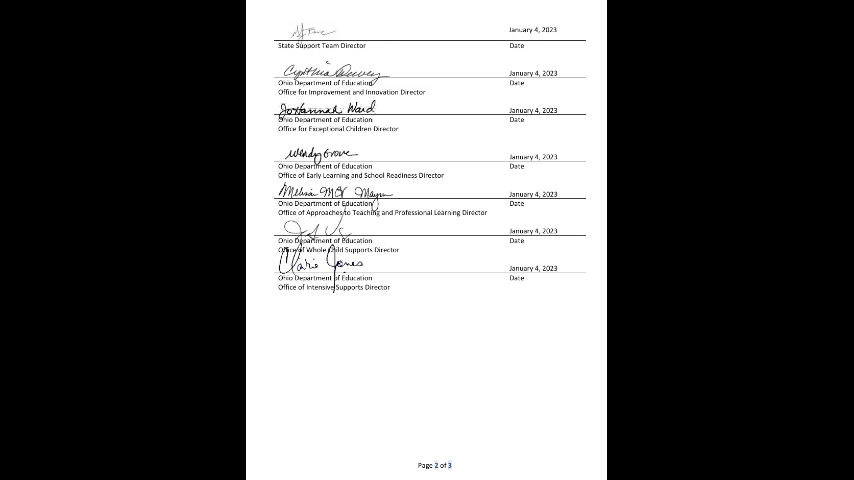 January 4, 2023
State Support Team Director Date
Cynthia Dewey January 4, 2023
Ohio Department of Education Date
Office for Improvement and Innovation Director
JoHannah Ward January 4, 2023
Ohio Department of Education Date
Office for Exceptional Children Director
Wendy Grove January 4, 2023
Ohio Department of Education Date
Office of Early Learning and School Readiness Director
January 4, 2023
Ohio Department of Education Date
Office of Approaches to Teaching and Professional Learning Director
January 4, 2023
Ohio Department of Education Date
Office of Whole Child Supports Director
Jones January 4, 2023
Ohio Department of Education Date
Office of Intensive Supports Director
Page 2 of 3